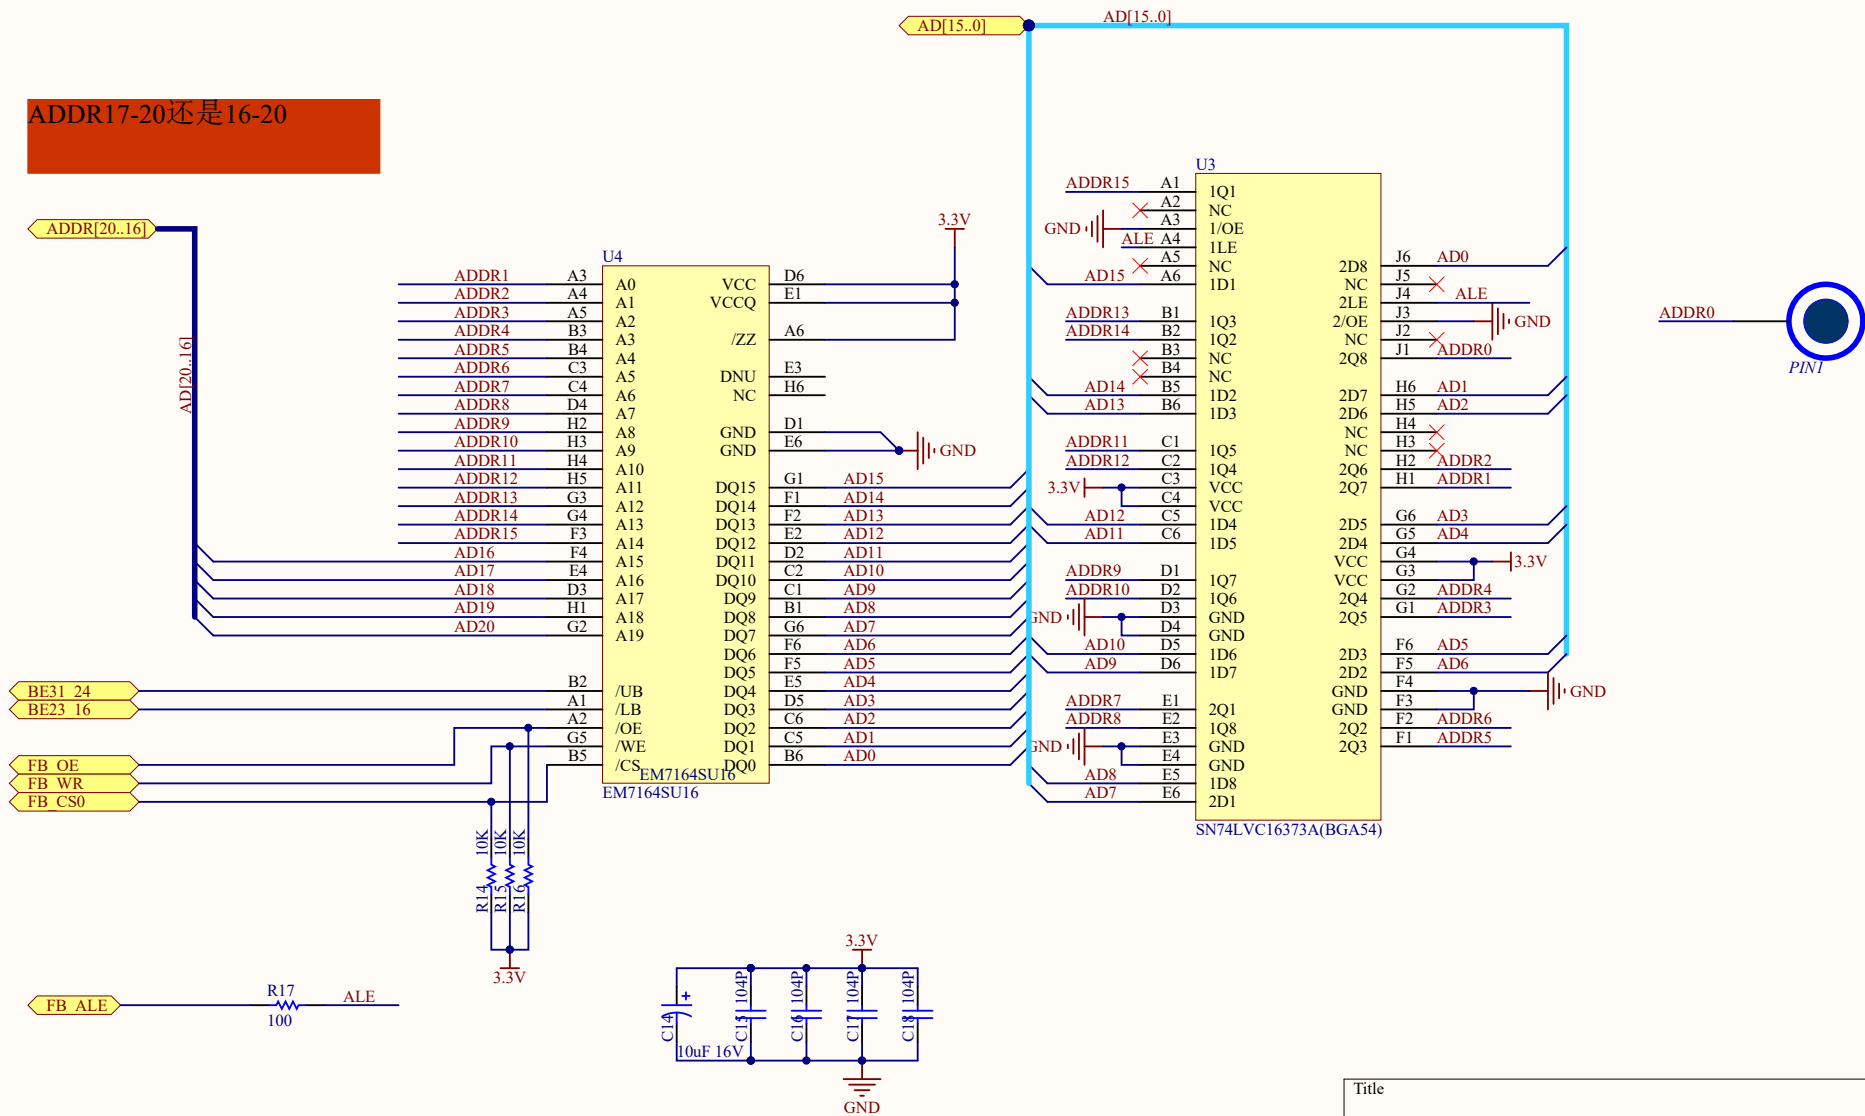 AD[15..0]
AD[15..0]
ADDR17-20还是16-20
ADDR[20..16]
AD[20..16]
U4
ADDR1 A3 A0
ADDR2 A4 A1
ADDR3 A5 A2
ADDR4 B3 A3
ADDR5 B4 A4
ADDR6 C3 A5
ADDR7 C4 A6
ADDR8 D4 A7
ADDR9 H2 A8
ADDR10 H3 A9
ADDR11 H4 A10
ADDR12 H5 A11
ADDR13 G3 A12
ADDR14 G4 A13
ADDR15 F3 A14
AD16 F4 A15
AD17 E4 A16
AD18 D3 A17
AD19 H1 A18
AD20 G2 A19
BE31_24 B2 /UB
BE23_16 A1 /LB
A2 /OE
G5 /WE
B5 /CS
FB_OE
FB_WR
FB_CS0
3.3V
VCC D6
VCCQ E1
/ZZ A6
DNU E3
NC H6
GND D1
GND E6
GND
DQ15 G1 AD15
DQ14 F1 AD14
DQ13 F2 AD13
DQ12 E2 AD12
DQ11 D2 AD11
DQ10 C2 AD10
DQ9 C1 AD9
DQ8 B1 AD8
DQ7 G6 AD7
DQ6 F6 AD6
DQ5 F5 AD5
DQ4 E5 AD4
DQ3 D5 AD3
DQ2 C6 AD2
DQ1 C5 AD1
DQ0 B6 AD0
EM7164SU16
EM7164SU16
10K
10K
10K
R14
R15
R16
3.3V
FB_ALE
R17
100
ALE
3.3V
C14
10uF 16V
C15 104P
C16 104P
C17 104P
C18 104P
GND
U3
ADDR15 A1 1Q1
A2 NC
GND A3 1/OE
ALE A4 1LE
A5 NC
AD15 A6 1D1
ADDR13 B1 1Q3
ADDR14 B2 1Q2
B3 NC
B4 NC
AD14 B5 1D2
AD13 B6 1D3
ADDR11 C1 1Q5
ADDR12 C2 1Q4
3.3V C3 VCC
C4 VCC
AD12 C5 1D4
AD11 C6 1D5
ADDR9 D1 1Q7
ADDR10 D2 1Q6
GND D3 GND
D4 GND
AD10 D5 1D6
AD9 D6 1D7
ADDR7 E1 2Q1
ADDR8 E2 1Q8
GND E3 GND
E4 GND
AD8 E5 1D8
AD7 E6 2D1
2D8 J6 AD0
NC J5
2LE J4 ALE
2/OE J3 GND
NC J2
2Q8 J1 ADDR0
2D7 H6 AD1
2D6 H5 AD2
NC H4
NC H3
2Q6 H2 ADDR2
2Q7 H1 ADDR1
2D5 G6 AD3
2D4 G5 AD4
VCC G4 3.3V
VCC G3
2Q4 G2 ADDR4
2Q5 G1 ADDR3
2D3 F6 AD5
2D2 F5 AD6
GND F4 GND
GND F3
2Q2 F2 ADDR6
2Q3 F1 ADDR5
SN74LVC16373A(BGA54)
ADDR0
PIN1
Title